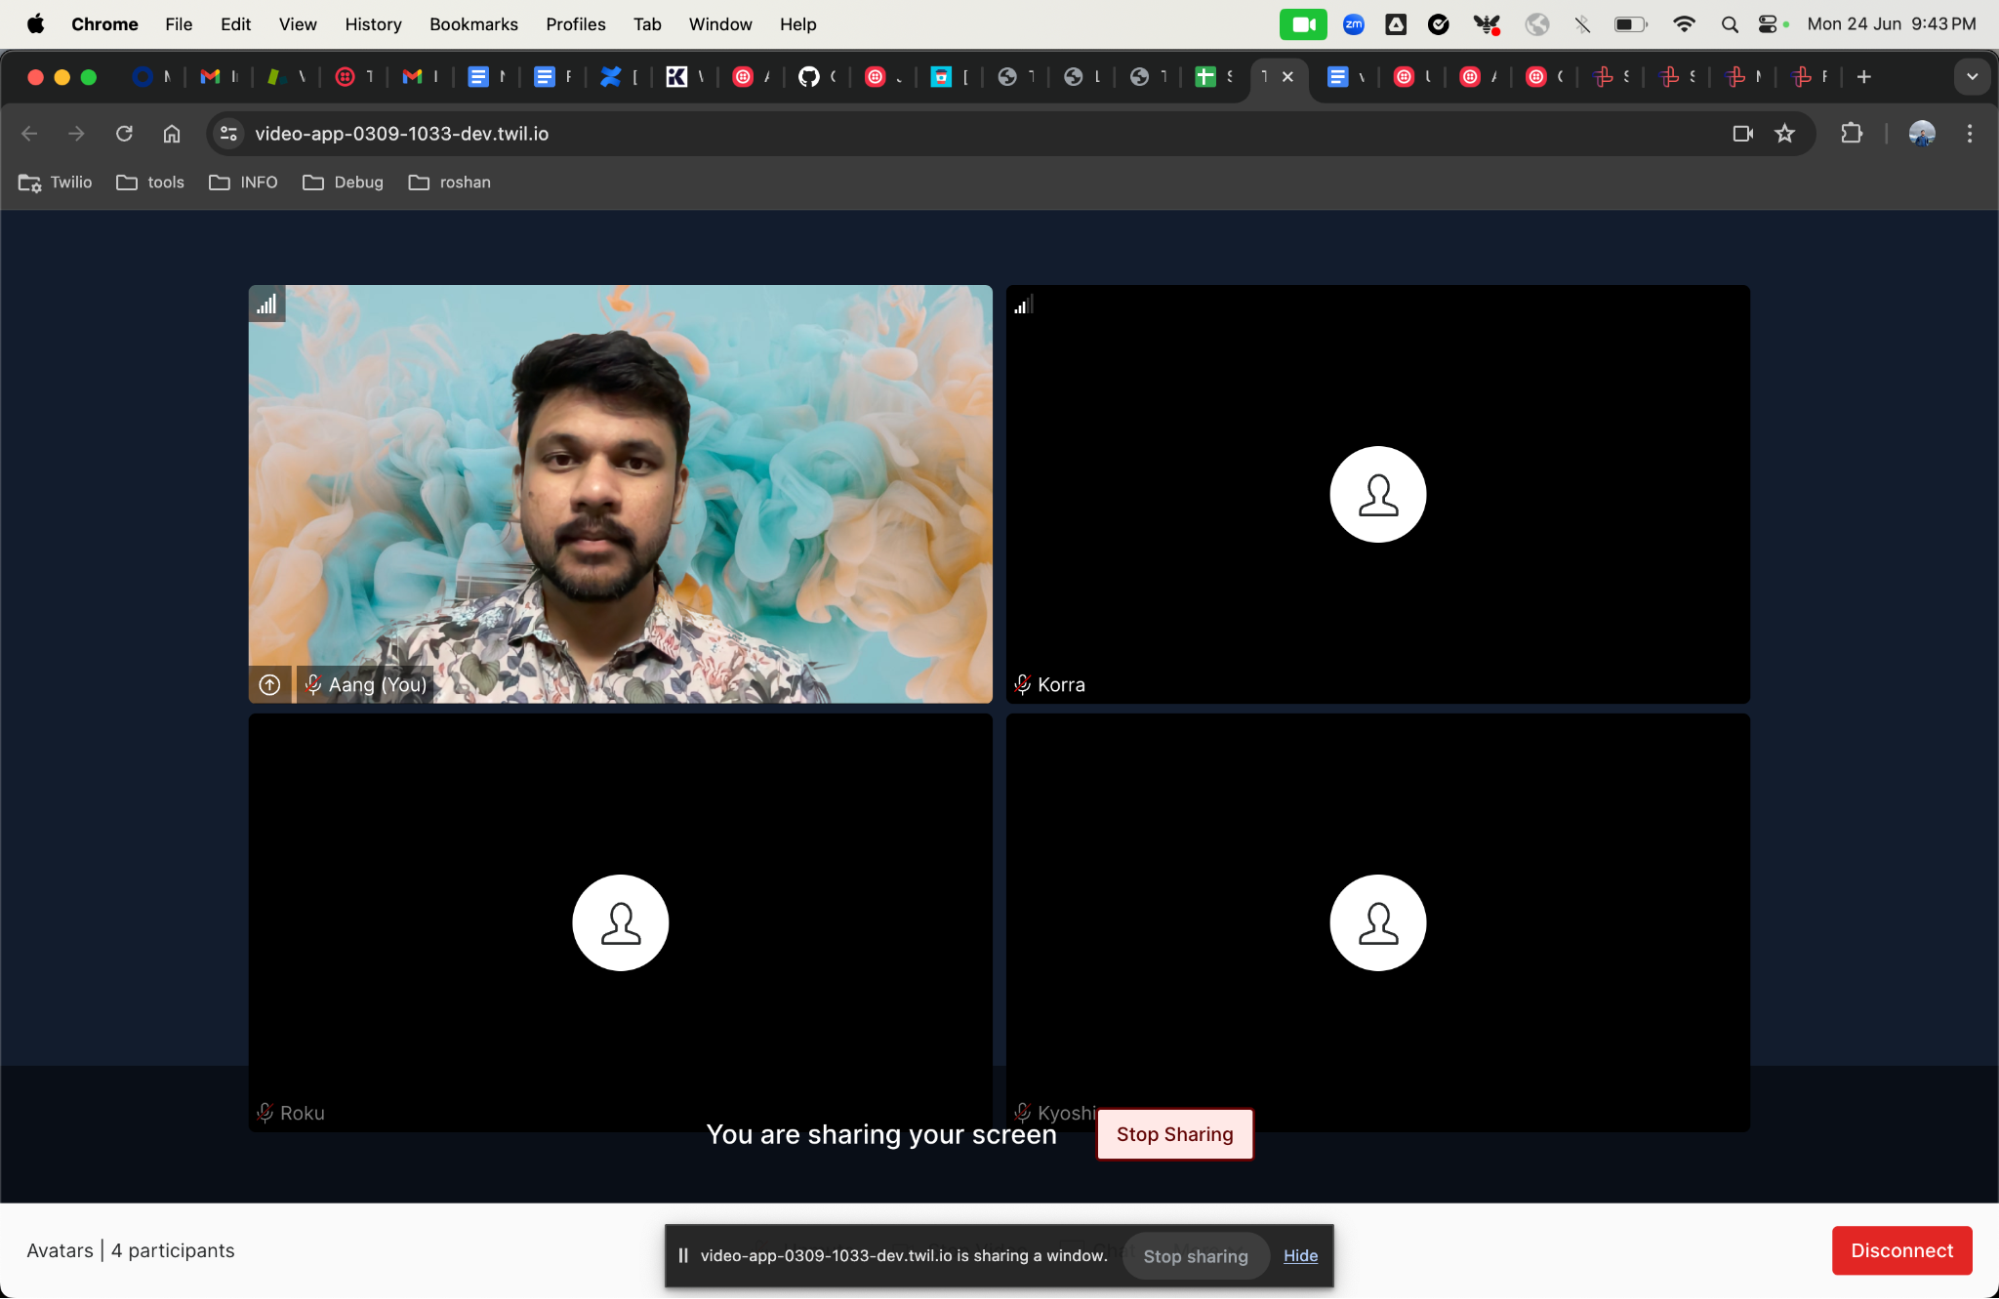 Chrome File Edit View History Bookmarks Profiles Tab Window Help zm Mon 24 Jun 9:43 PM
video-app-0309-1033-dev.twil.io
Twilio tools INFO Debug roshan
Aang (You) Korra
Roku Kyoshi
You are sharing your screen Stop Sharing
Avatars | 4 participants video-app-0309-1033-dev.twil.io is sharing a window. Stop sharing Hide Disconnect